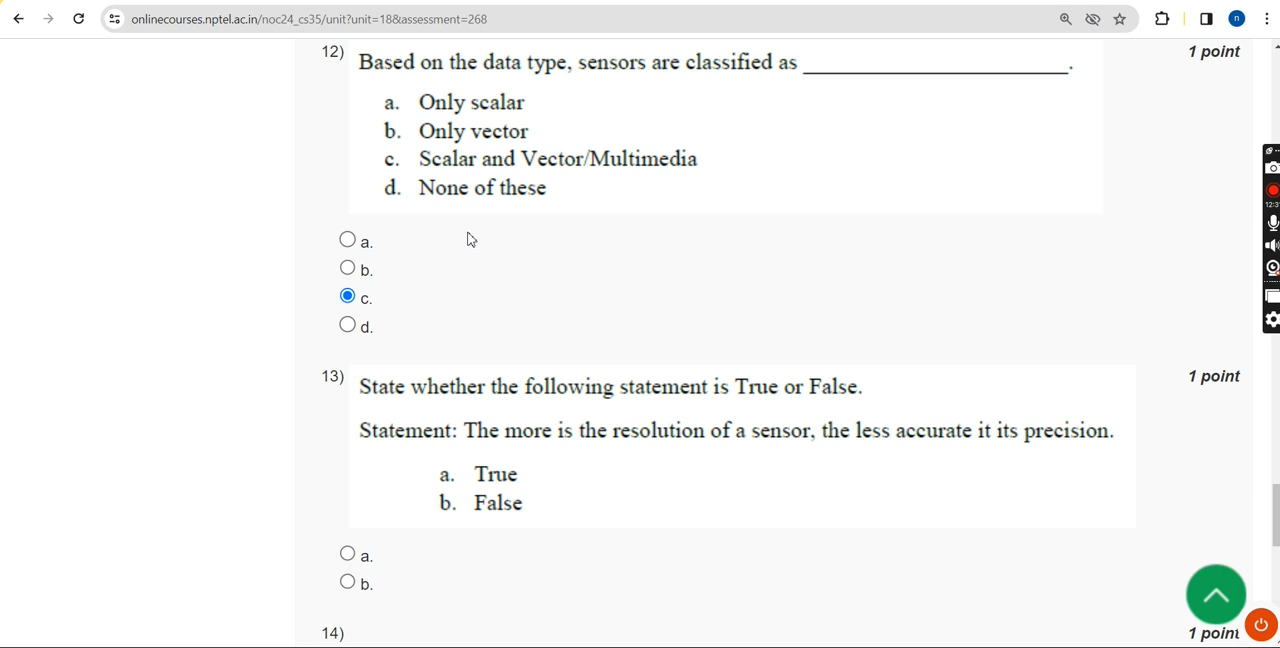 onlinecourses.nptel.ac.in/noc24_cs35/unit?unit=18&assessment=268
n
12) Based on the data type, sensors are classified as ________________________. 1 point
a. Only scalar
b. Only vector
c. Scalar and Vector/Multimedia
d. None of these
a.
b.
c.
d.
13) State whether the following statement is True or False. 1 point
Statement: The more is the resolution of a sensor, the less accurate it its precision.
a. True
b. False
a.
b.
14) 1 point